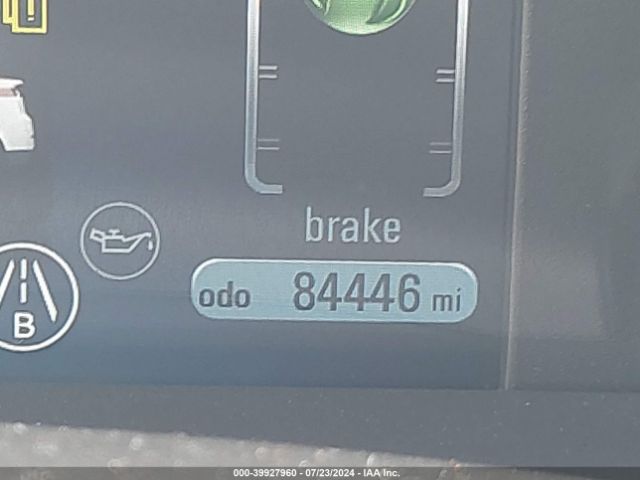 brake
odo 84446 mi
B
000-39927960 - 07/23/2024 - IAA Inc.